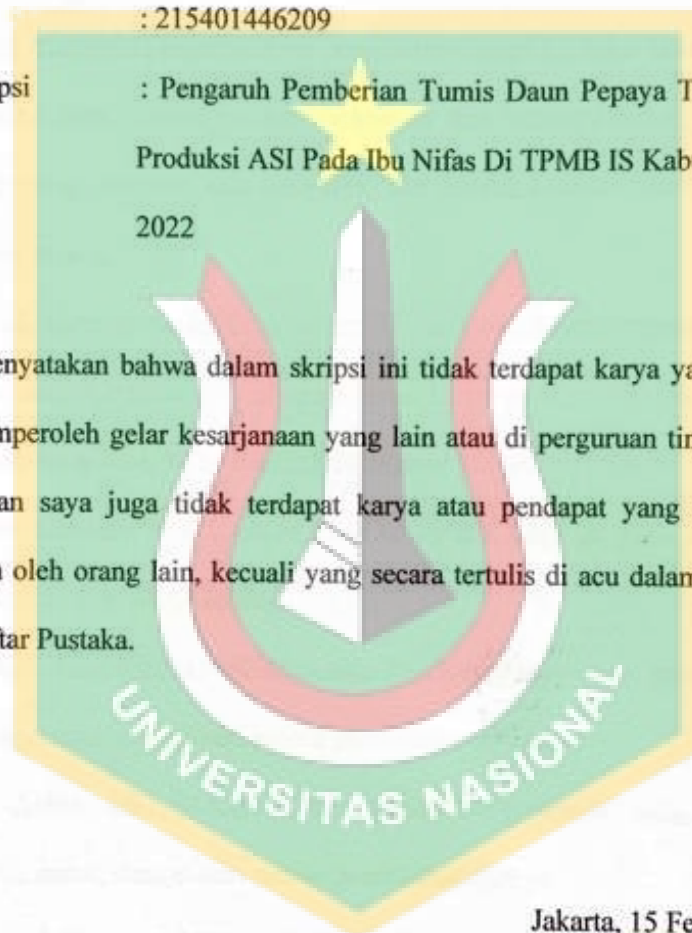 : 215401446209
psi : Pengaruh Pemberian Tumis Daun Pepaya T
Produksi ASI Pada Ibu Nifas Di TPMB IS Kab
2022
enyatakan bahwa dalam skripsi ini tidak terdapat karya ya
mperoleh gelar kesarjanaan yang lain atau di perguruan tin
an saya juga tidak terdapat karya atau pendapat yang
n oleh orang lain, kecuali yang secara tertulis di acu dalam
tar Pustaka.
UNIVERSITAS NASIONAL
Jakarta, 15 Fe